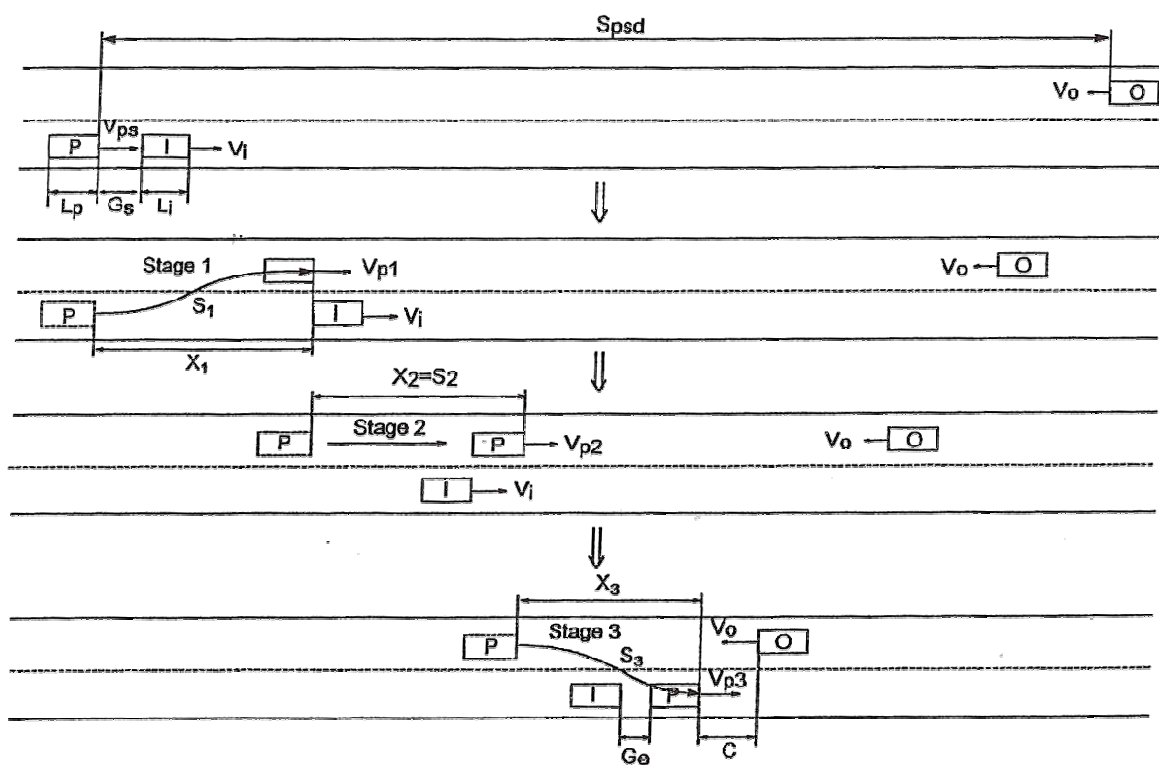 Spsd
Vo O
Vps
P I Vi
Lp Gs Li
Stage 1 Vp1 Vo O
P S1 I Vi
X1
X2=S2
P Stage 2 P Vp2 Vo O
I Vi
X3
P Stage 3 Vo O
S3
I P Vp3
Ge C